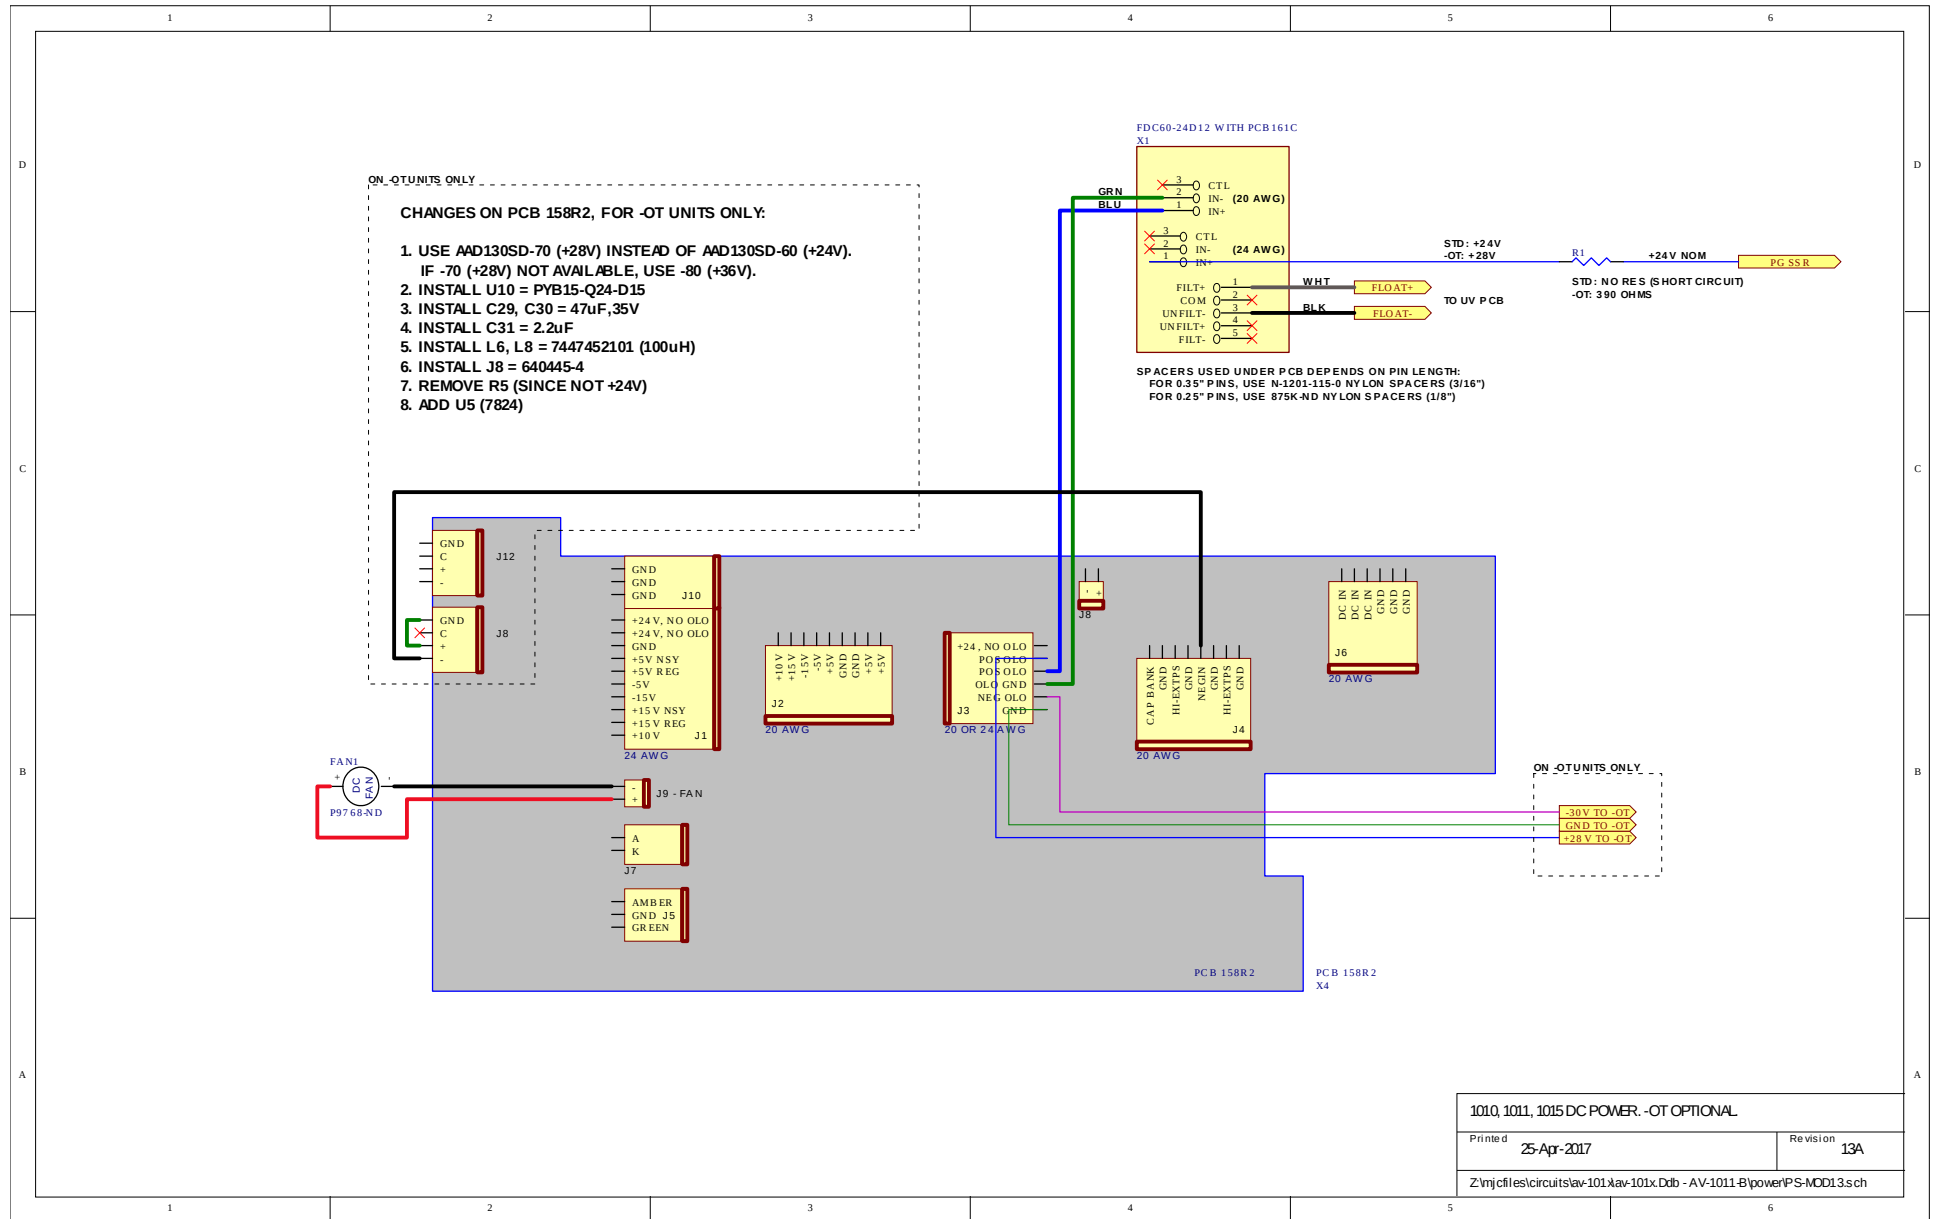 1 2 3 4 5 6
D D
C C
B B
A A
FDC60-24D12 WITH PCB161C
X1
3 CTL
GRN 2 IN- (20 AWG)
BLU 1 IN+
3 CTL
2 IN- (24 AWG)
1 IN+
FILT+ 1 WHT FLOAT+
COM 2
UNFILT- 3 BLK FLOAT-
UNFILT+ 4
FILT- 5
TO UV PCB
STD: +24V
-OT: +28V
R1
+24V NOM
PG SSR
STD: NO RES (SHORT CIRCUIT)
-OT: 390 OHMS
SPACERS USED UNDER PCB DEPENDS ON PIN LENGTH:
FOR 0.35" PINS, USE N-1201-115-0 NYLON SPACERS (3/16")
FOR 0.25" PINS, USE 875K-ND NYLON SPACERS (1/8")
ON -OT UNITS ONLY
CHANGES ON PCB 158R2, FOR -OT UNITS ONLY:
1. USE AAD130SD-70 (+28V) INSTEAD OF AAD130SD-60 (+24V).
IF -70 (+28V) NOT AVAILABLE, USE -80 (+36V).
2. INSTALL U10 = PYB15-Q24-D15
3. INSTALL C29, C30 = 47uF,35V
4. INSTALL C31 = 2.2uF
5. INSTALL L6, L8 = 7447452101 (100uH)
6. INSTALL J8 = 640445-4
7. REMOVE R5 (SINCE NOT +24V)
8. ADD U5 (7824)
GND
C
+
-
J12
GND
C
+
-
J8
GND
GND
GND
J10
+24V, NO OLO
+24V, NO OLO
GND
+5V NSY
+5V REG
-5V
-15V
+15V NSY
+15V REG
+10V
J1
24 AWG
+10V
+15V
-15V
-5V
+5V
GND
GND
+5V
+5V
J2
20 AWG
+24, NO OLO
POS OLO
POS OLO
OLO GND
NEG OLO
GND
J3
20 OR 24 AWG
- +
J8
CAP BANK
GND
HI-EXTPS
GND
NEGIN
GND
HI-EXTPS
GND
J4
20 AWG
DC IN
DC IN
DC IN
GND
GND
GND
J6
20 AWG
FAN1
+ -
DC FAN
P9768-ND
-
+
J9 - FAN
A
K
J7
AMBER
GND J5
GREEN
ON -OT UNITS ONLY
-30V TO -OT
GND TO -OT
+28V TO -OT
PCB 158R2
PCB 158R2
X4
1010, 1011, 1015 DC POWER. -OT OPTIONAL
Printed 25-Apr-2017
Revision 13A
Z:\mjcfiles\circuits\av-101x\av-101x.Ddb - AV-1011-B\power\PS-MOD13.sch
1 2 3 4 5 6